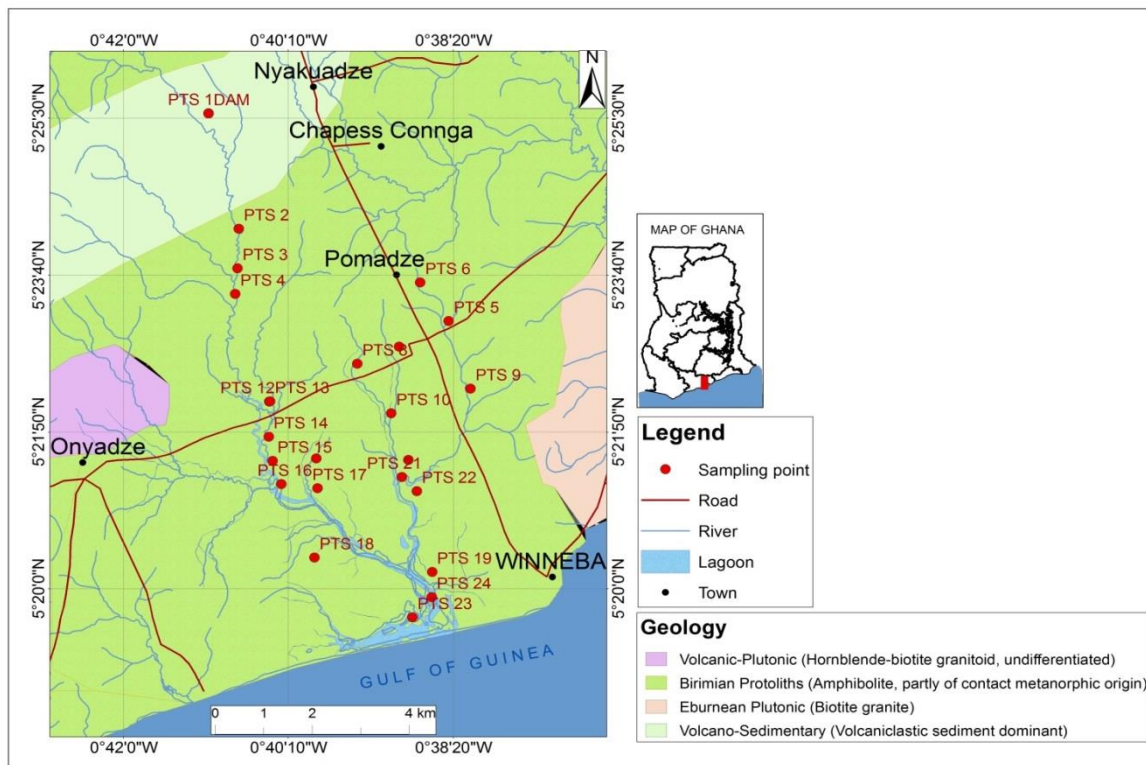 0°42'0"W 0°40'10"W 0°38'20"W
Nyakuadze
N
PTS 1DAM
5°25'30"N 5°25'30"N
Chapess Connga
PTS 2
PTS 3
Pomadze
5°23'40"N 5°23'40"N
PTS 6
PTS 4
PTS 5
PTS 8
PTS 9
PTS 12 PTS 13
PTS 10
5°21'50"N 5°21'50"N
PTS 14
Onyadze
PTS 15
PTS 16
PTS 17
PTS 21
PTS 22
PTS 18
PTS 19
WINNEBA
PTS 24
5°20'0"N 5°20'0"N
PTS 23
GULF OF GUINEA
0 1 2 4 km
0°42'0"W 0°40'10"W 0°38'20"W
MAP OF GHANA
Legend
Sampling point
Road
River
Lagoon
Town
Geology
Volcanic-Plutonic (Hornblende-biotite granitoid, undifferentiated)
Birimian Protoliths (Amphibolite, partly of contact metanorphic origin)
Eburnean Plutonic (Biotite granite)
Volcano-Sedimentary (Volcaniclastic sediment dominant)